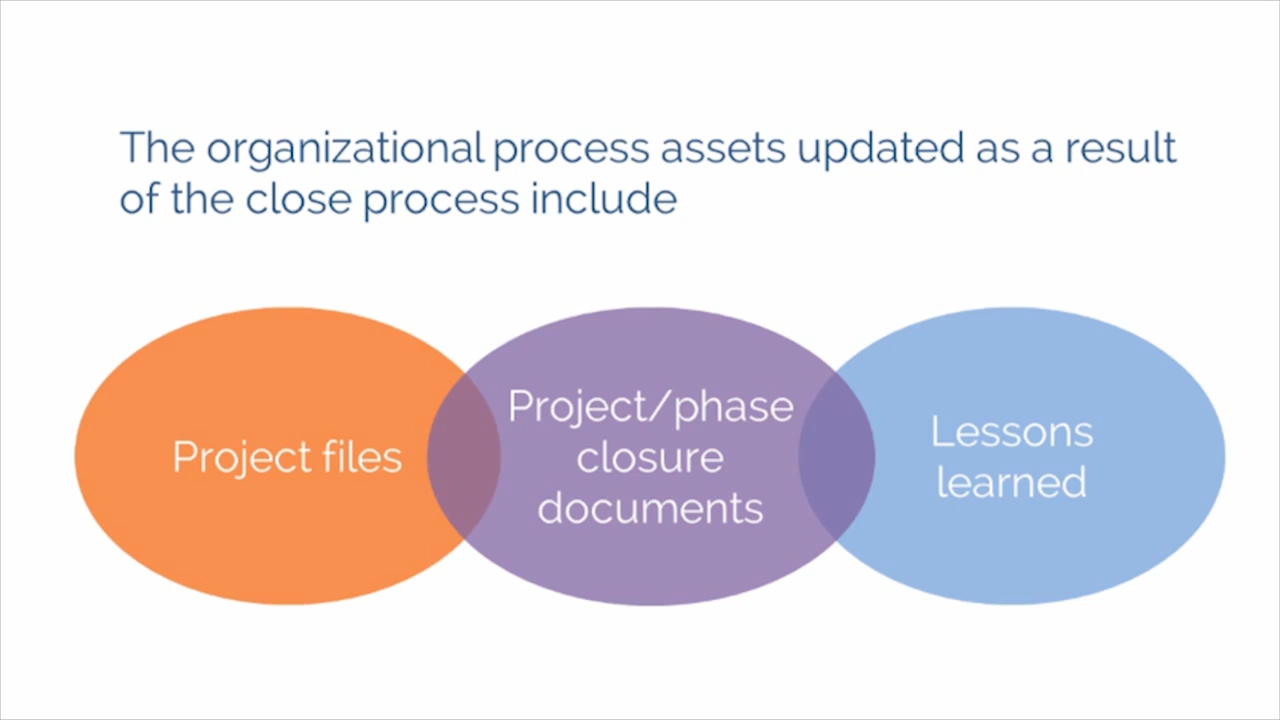 The organizational process assets updated as a result
of the close process include
Project files
Project/phase
closure
documents
Lessons
learned